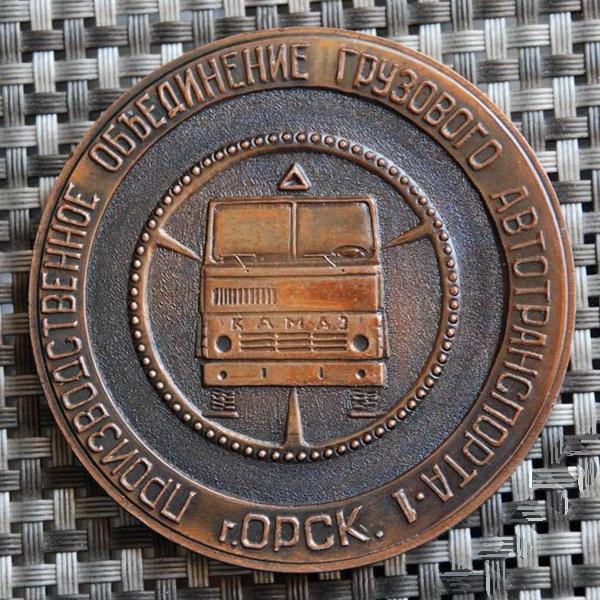 ПРОИЗВОДСТВЕННОЕ ОБЪЕДИНЕНИЕ ГРУЗОВОГО АВТОТРАНСПОРТА·1
г.ОРСК.
КАМАЗ